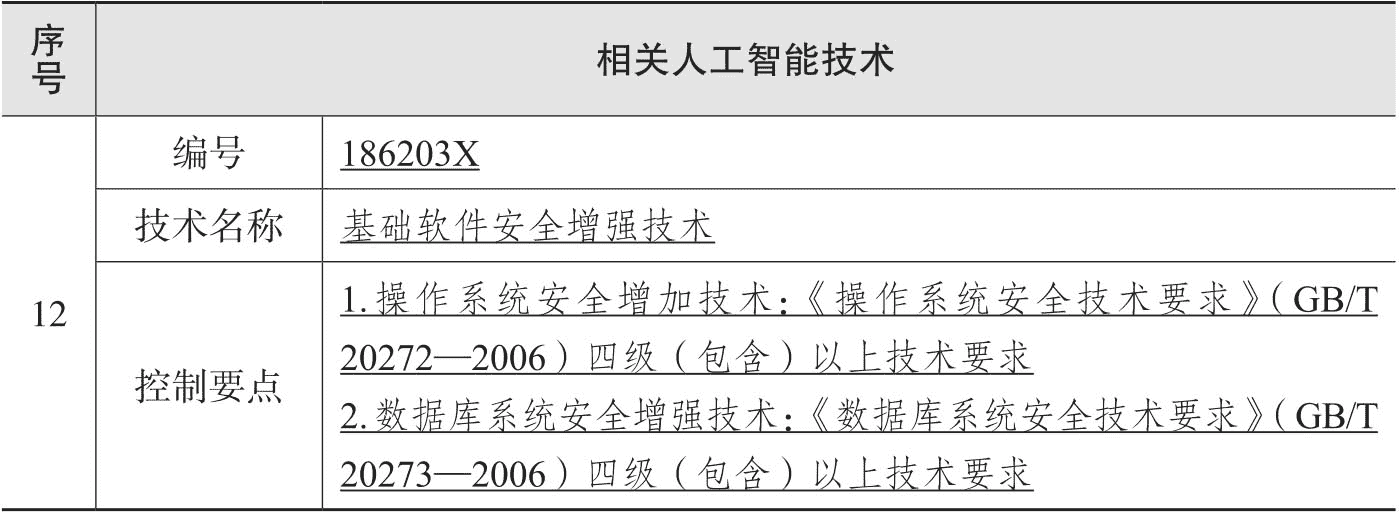 序号
相关人工智能技术
12
编号
186203X
技术名称
基础软件安全增强技术
控制要点
1.操作系统安全增加技术：《操作系统安全技术要求》（GB/T
20272—2006）四级（包含）以上技术要求
2.数据库系统安全增强技术：《数据库系统安全技术要求》（GB/T
20273—2006）四级（包含）以上技术要求